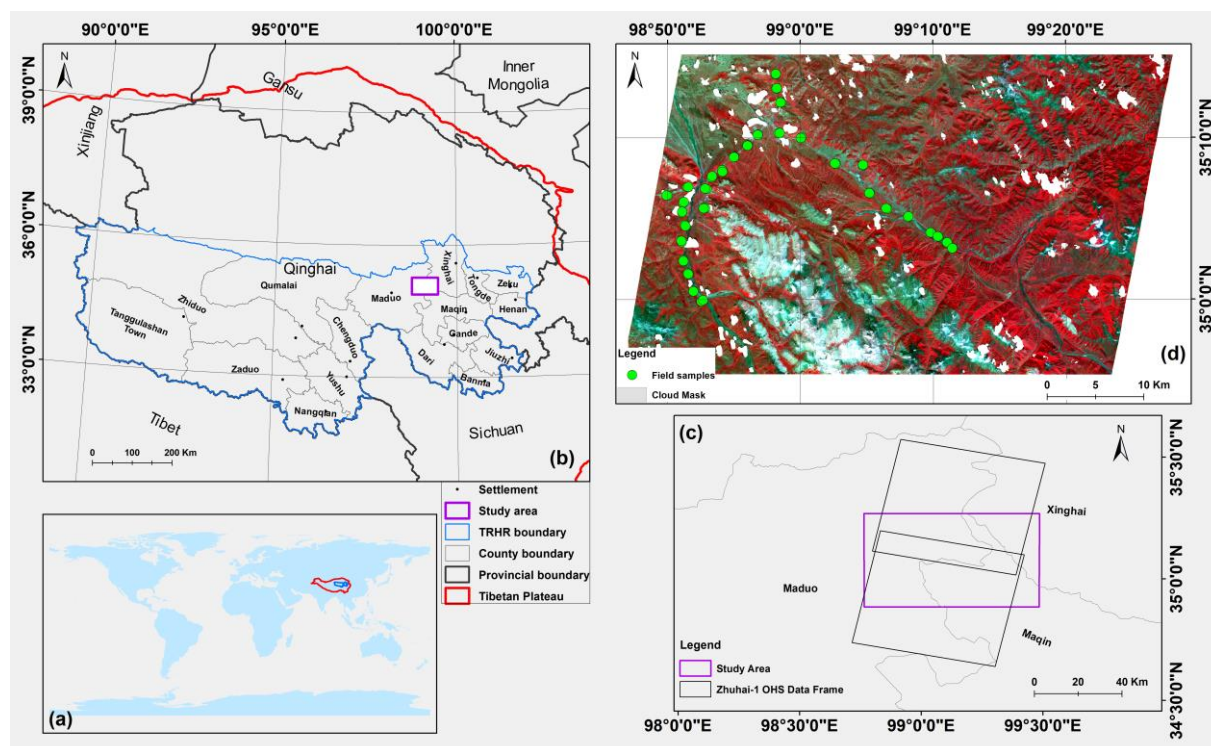 90°0'0"E 95°0'0"E 100°0'0"E
N
39°0'0"N
36°0'0"N
33°0'0"N
Xinjiang
Gansu
Inner
Mongolia
Qinghai
Qumalai
Zhiduo
Tanggulashan
Town
Zaduo
Chengduo
Yushu
Nangqian
Maduo
Xinghai
Tongde
Zeku
Henan
Maqin
Gande
Dari
Jiuzhi
Banma
Tibet
Sichuan
0 100 200 Km
(b)
Settlement
Study area
TRHR boundary
County boundary
Provincial boundary
Tibetan Plateau
(a)
98°50'0"E 99°0'0"E 99°10'0"E 99°20'0"E
N
35°10'0"N
35°0'0"N
(d)
Legend
Field samples
Cloud Mask
0 5 10 Km
(c)
N
35°30'0"N
35°0'0"N
34°30'0"N
Xinghai
Maduo
Maqin
Legend
Study Area
Zhuhai-1 OHS Data Frame
0 20 40 Km
98°0'0"E 98°30'0"E 99°0'0"E 99°30'0"E